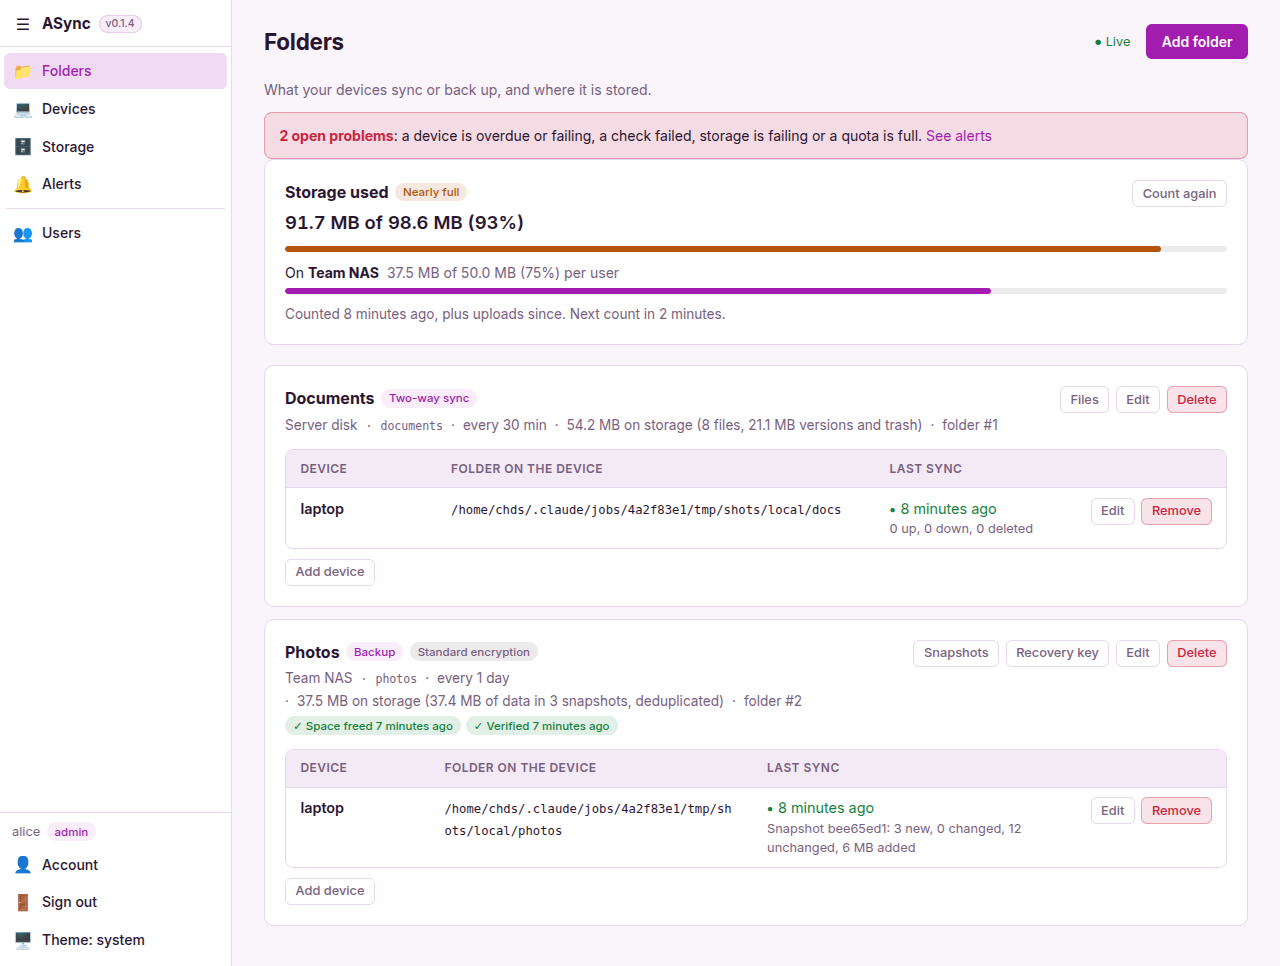 ☰ ASync v0.1.4
Folders
Devices
Storage
Alerts
Users
alice admin
Account
Sign out
Theme: system
Folders
● Live
Add folder
What your devices sync or back up, and where it is stored.
2 open problems: a device is overdue or failing, a check failed, storage is failing or a quota is full. See alerts
Storage used Nearly full
Count again
91.7 MB of 98.6 MB (93%)
On Team NAS 37.5 MB of 50.0 MB (75%) per user
Counted 8 minutes ago, plus uploads since. Next count in 2 minutes.
Documents Two-way sync
Files Edit Delete
Server disk · documents · every 30 min · 54.2 MB on storage (8 files, 21.1 MB versions and trash) · folder #1
DEVICE FOLDER ON THE DEVICE LAST SYNC
laptop /home/chds/.claude/jobs/4a2f83e1/tmp/shots/local/docs ● 8 minutes ago Edit Remove
0 up, 0 down, 0 deleted
Add device
Photos Backup Standard encryption
Snapshots Recovery key Edit Delete
Team NAS · photos · every 1 day
· 37.5 MB on storage (37.4 MB of data in 3 snapshots, deduplicated) · folder #2
✓ Space freed 7 minutes ago ✓ Verified 7 minutes ago
DEVICE FOLDER ON THE DEVICE LAST SYNC
laptop /home/chds/.claude/jobs/4a2f83e1/tmp/sh ● 8 minutes ago Edit Remove
ots/local/photos
Snapshot bee65ed1: 3 new, 0 changed, 12
unchanged, 6 MB added
Add device